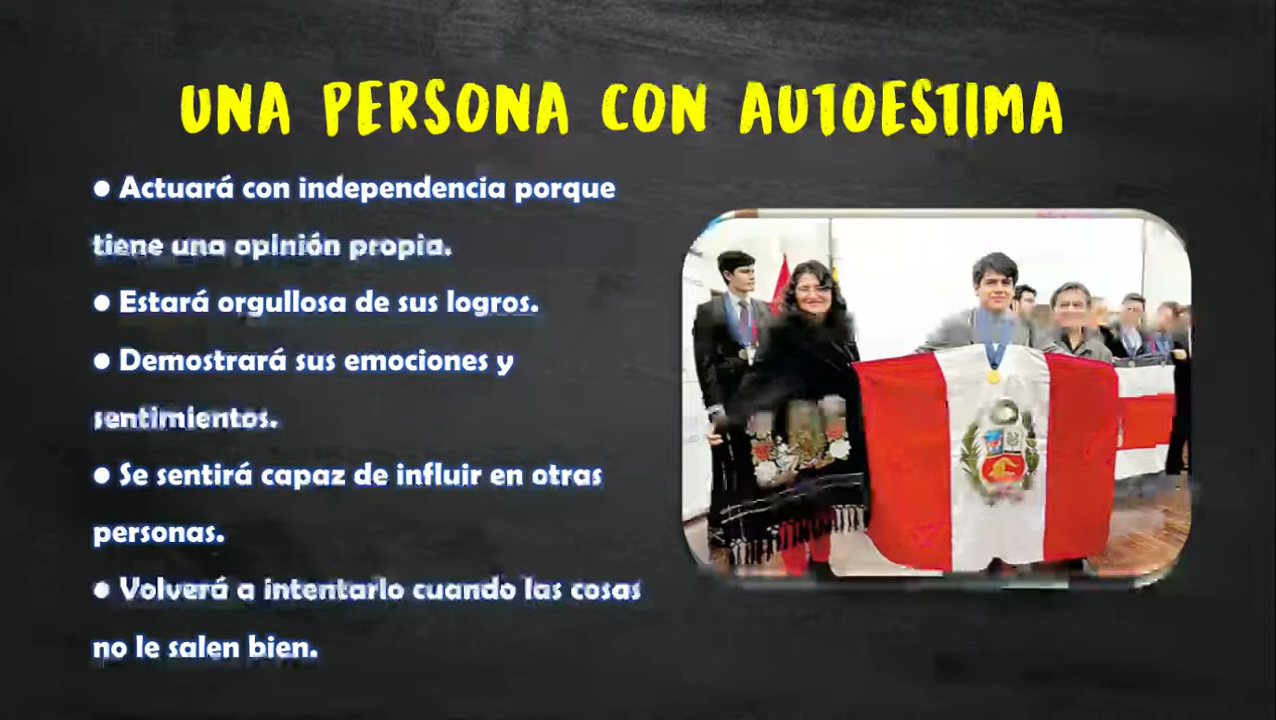 UNA PERSONA CON AUTOESTIMA
● Actuará con independencia porque
tiene una opinión propia.
● Estará orgullosa de sus logros.
● Demostrará sus emociones y
sentimientos.
● Se sentirá capaz de influir en otras
personas.
● Volverá a intentarlo cuando las cosas
no le salen bien.